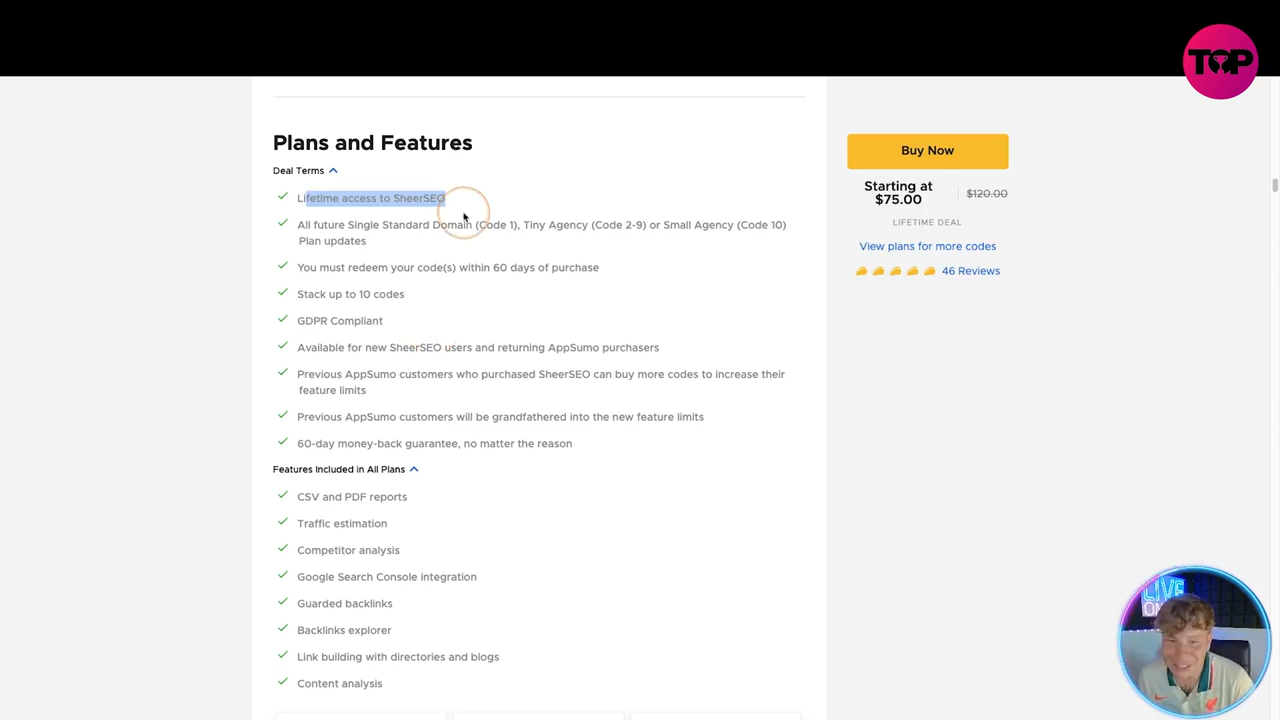 TOP
Plans and Features
Deal Terms
Lifetime access to SheerSEO
All future Single Standard Domain (Code 1), Tiny Agency (Code 2-9) or Small Agency (Code 10)
Plan updates
You must redeem your code(s) within 60 days of purchase
Stack up to 10 codes
GDPR Compliant
Available for new SheerSEO users and returning AppSumo purchasers
Previous AppSumo customers who purchased SheerSEO can buy more codes to increase their
feature limits
Previous AppSumo customers will be grandfathered into the new feature limits
60-day money-back guarantee, no matter the reason
Features Included in All Plans
CSV and PDF reports
Traffic estimation
Competitor analysis
Google Search Console integration
Guarded backlinks
Backlinks explorer
Link building with directories and blogs
Content analysis
Buy Now
Starting at
$75.00
$120.00
LIFETIME DEAL
View plans for more codes
46 Reviews
LIVE